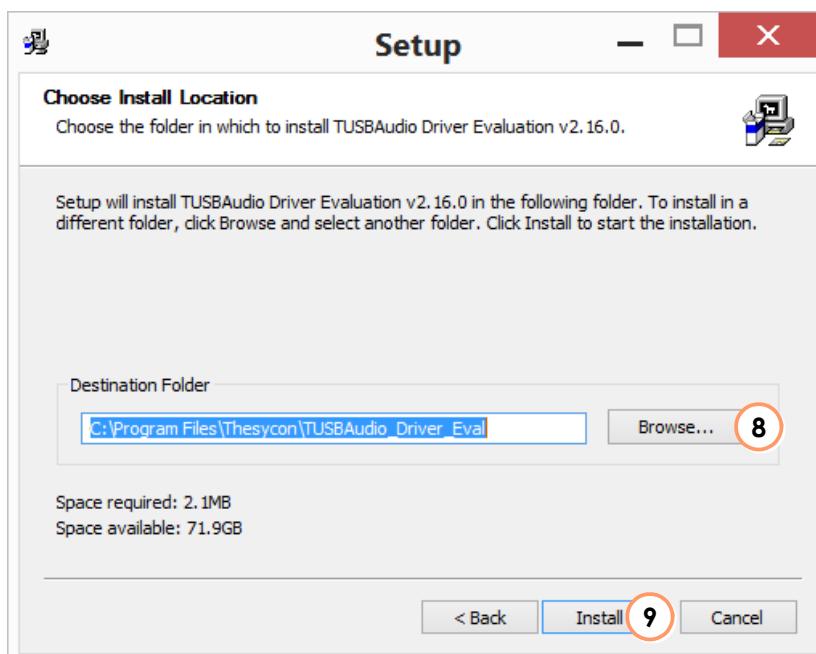 Setup
Choose Install Location
Choose the folder in which to install TUSBAudio Driver Evaluation v2.16.0.
Setup will install TUSBAudio Driver Evaluation v2.16.0 in the following folder. To install in a
different folder, click Browse and select another folder. Click Install to start the installation.
Destination Folder
C:\Program Files\Thesycon\TUSBAudio_Driver_Eval
Browse... 8
Space required: 2.1MB
Space available: 71.9GB
< Back Install 9 Cancel